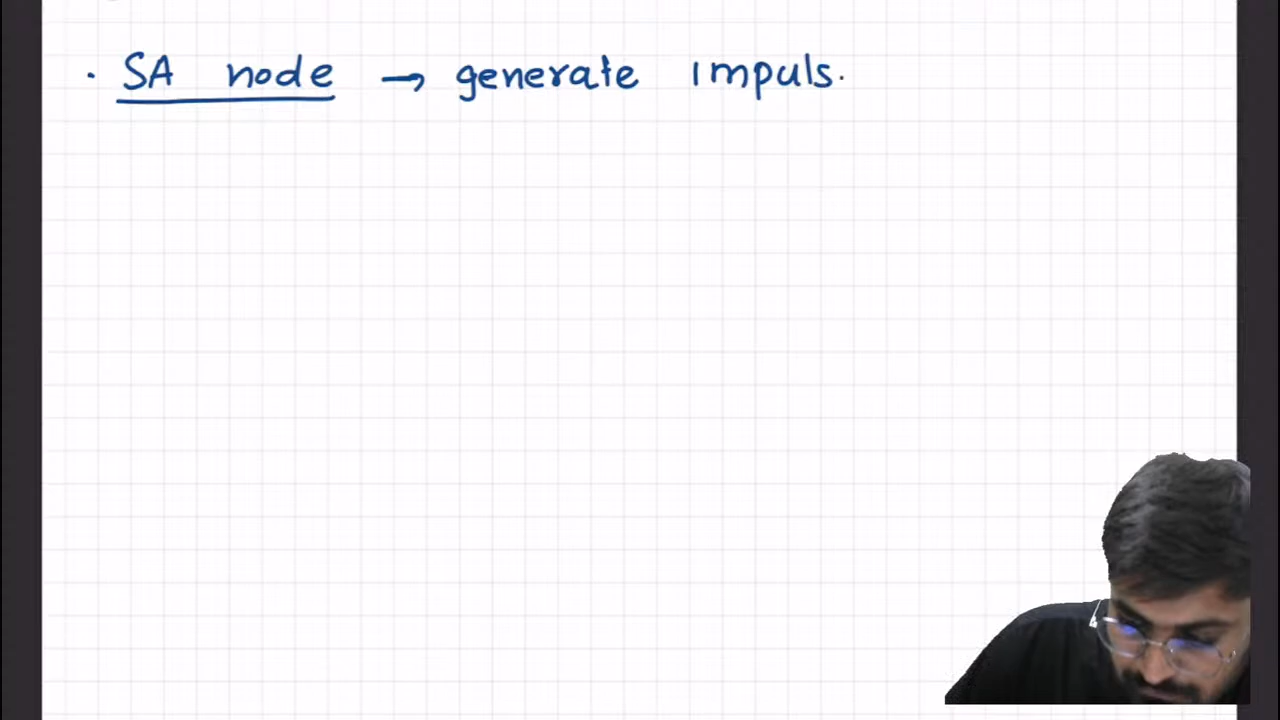 · SA node → generate impuls.